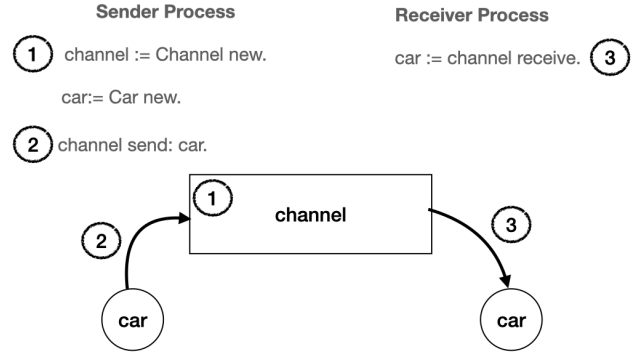 Sender Process
Receiver Process
1 channel := Channel new.
car := channel receive. 3
car:= Car new.
2 channel send: car.
1
channel
2
3
car
car